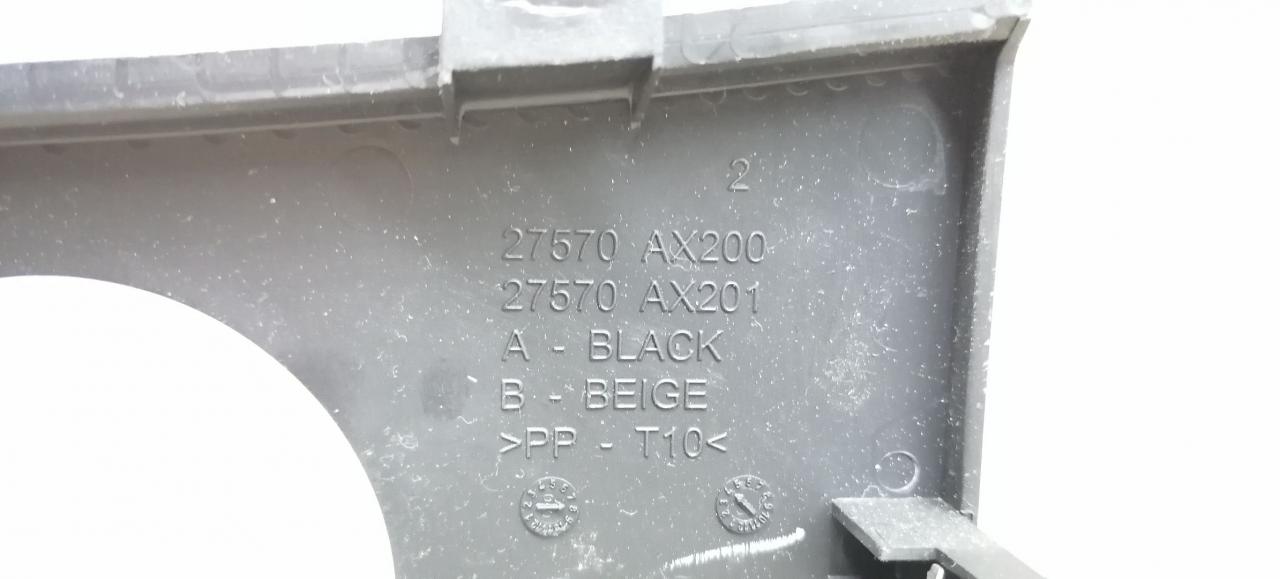 2
27570 AX200
27570 AX201
A - BLACK
B - BEIGE
>PP - T10<